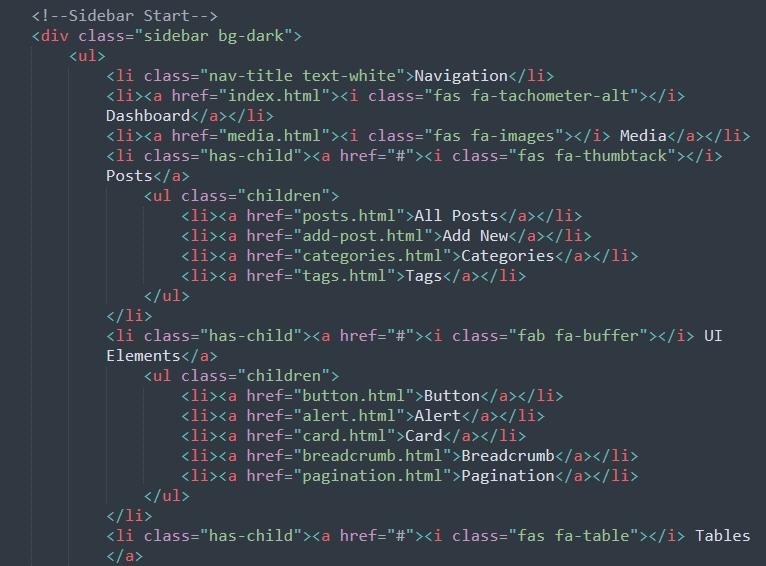 <!--Sidebar Start-->
<div class="sidebar bg-dark">
<ul>
<li class="nav-title text-white">Navigation</li>
<li><a href="index.html"><i class="fas fa-tachometer-alt"></i>
Dashboard</a></li>
<li><a href="media.html"><i class="fas fa-images"></i> Media</a></li>
<li class="has-child"><a href="#"><i class="fas fa-thumbtack"></i>
Posts</a>
<ul class="children">
<li><a href="posts.html">All Posts</a></li>
<li><a href="add-post.html">Add New</a></li>
<li><a href="categories.html">Categories</a></li>
<li><a href="tags.html">Tags</a></li>
</ul>
</li>
<li class="has-child"><a href="#"><i class="fab fa-buffer"></i> UI
Elements</a>
<ul class="children">
<li><a href="button.html">Button</a></li>
<li><a href="alert.html">Alert</a></li>
<li><a href="card.html">Card</a></li>
<li><a href="breadcrumb.html">Breadcrumb</a></li>
<li><a href="pagination.html">Pagination</a></li>
</ul>
</li>
<li class="has-child"><a href="#"><i class="fas fa-table"></i> Tables
</a>